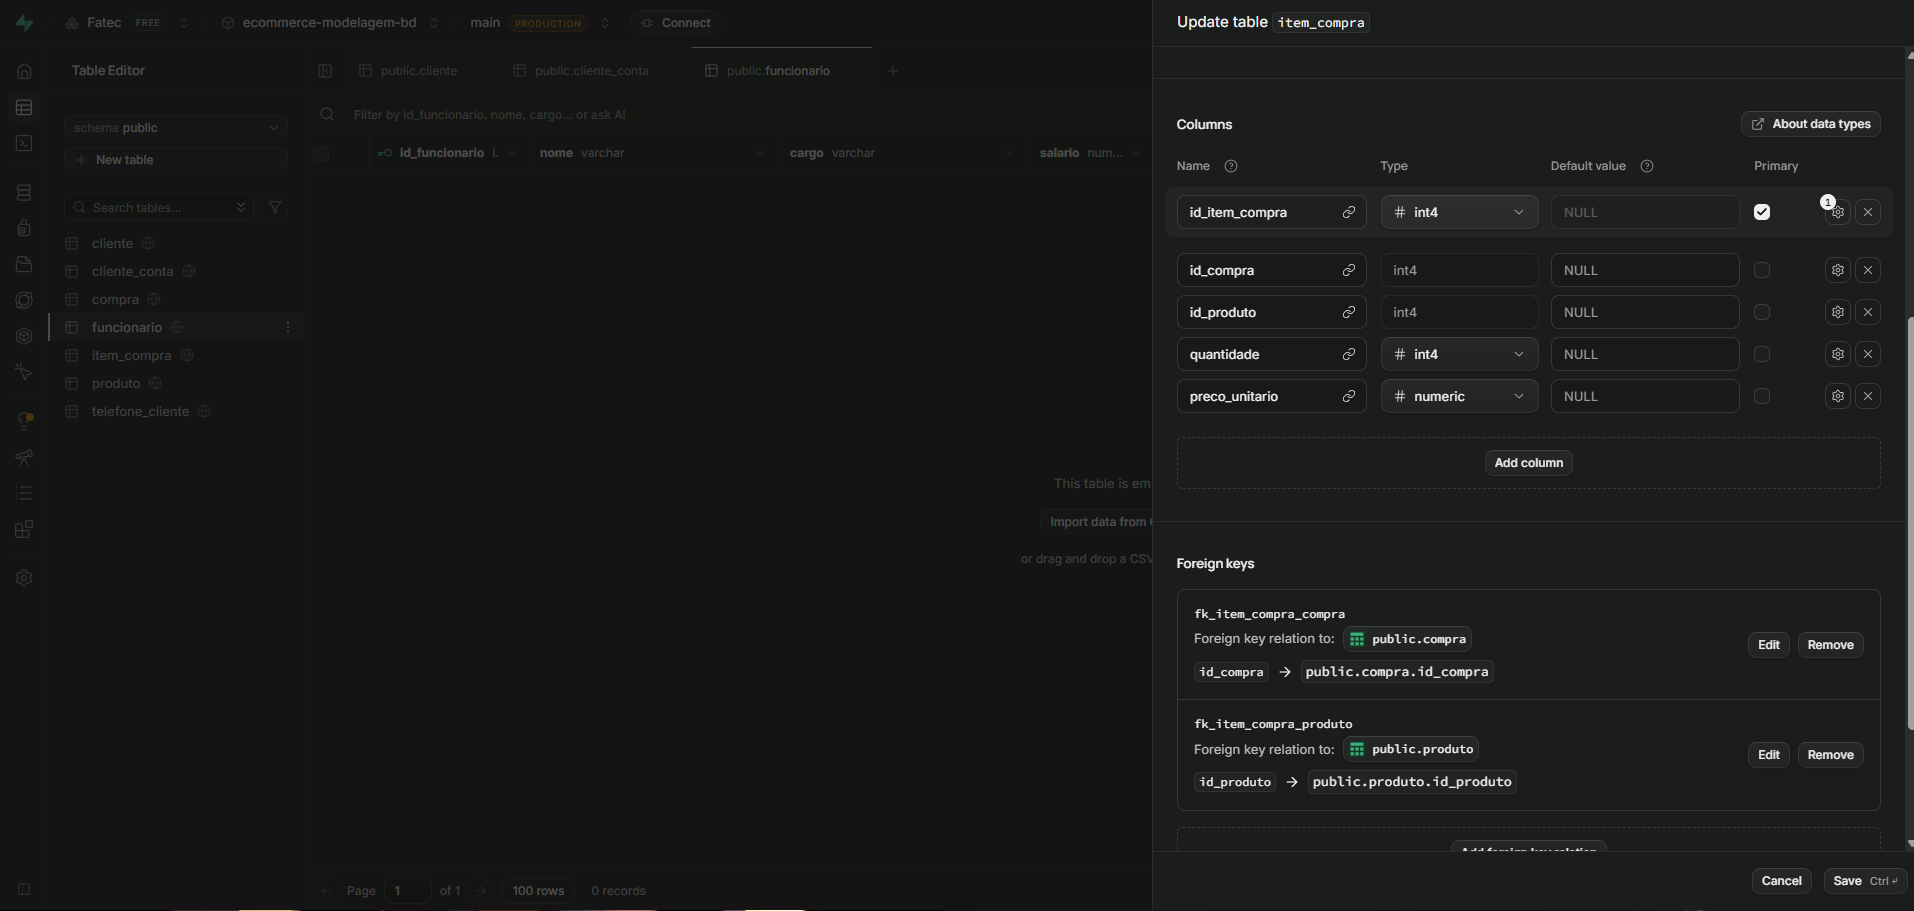 Fatec FREE ecommerce-modelagem-bd main PRODUCTION Connect
Table Editor
schema public
New table
Search tables...
cliente
cliente_conta
compra
funcionario
item_compra
produto
telefone_cliente
public.cliente public.cliente_conta public.funcionario
Filter by id_funcionario, nome, cargo... or ask AI
id_funcionario i. nome varchar cargo varchar salario num...
This table is em
Import data from
or drag and drop a CSV
Page 1 of 1 100 rows 0 records
Update table item_compra
Columns About data types
Name Type Default value Primary
id_item_compra int4 NULL 1
id_compra int4 NULL
id_produto int4 NULL
quantidade int4 NULL
preco_unitario numeric NULL
Add column
Foreign keys
fk_item_compra_compra
Foreign key relation to: public.compra
Edit Remove
id_compra → public.compra.id_compra
fk_item_compra_produto
Foreign key relation to: public.produto
Edit Remove
id_produto → public.produto.id_produto
Add foreign key relation
Cancel Save Ctrl ↵